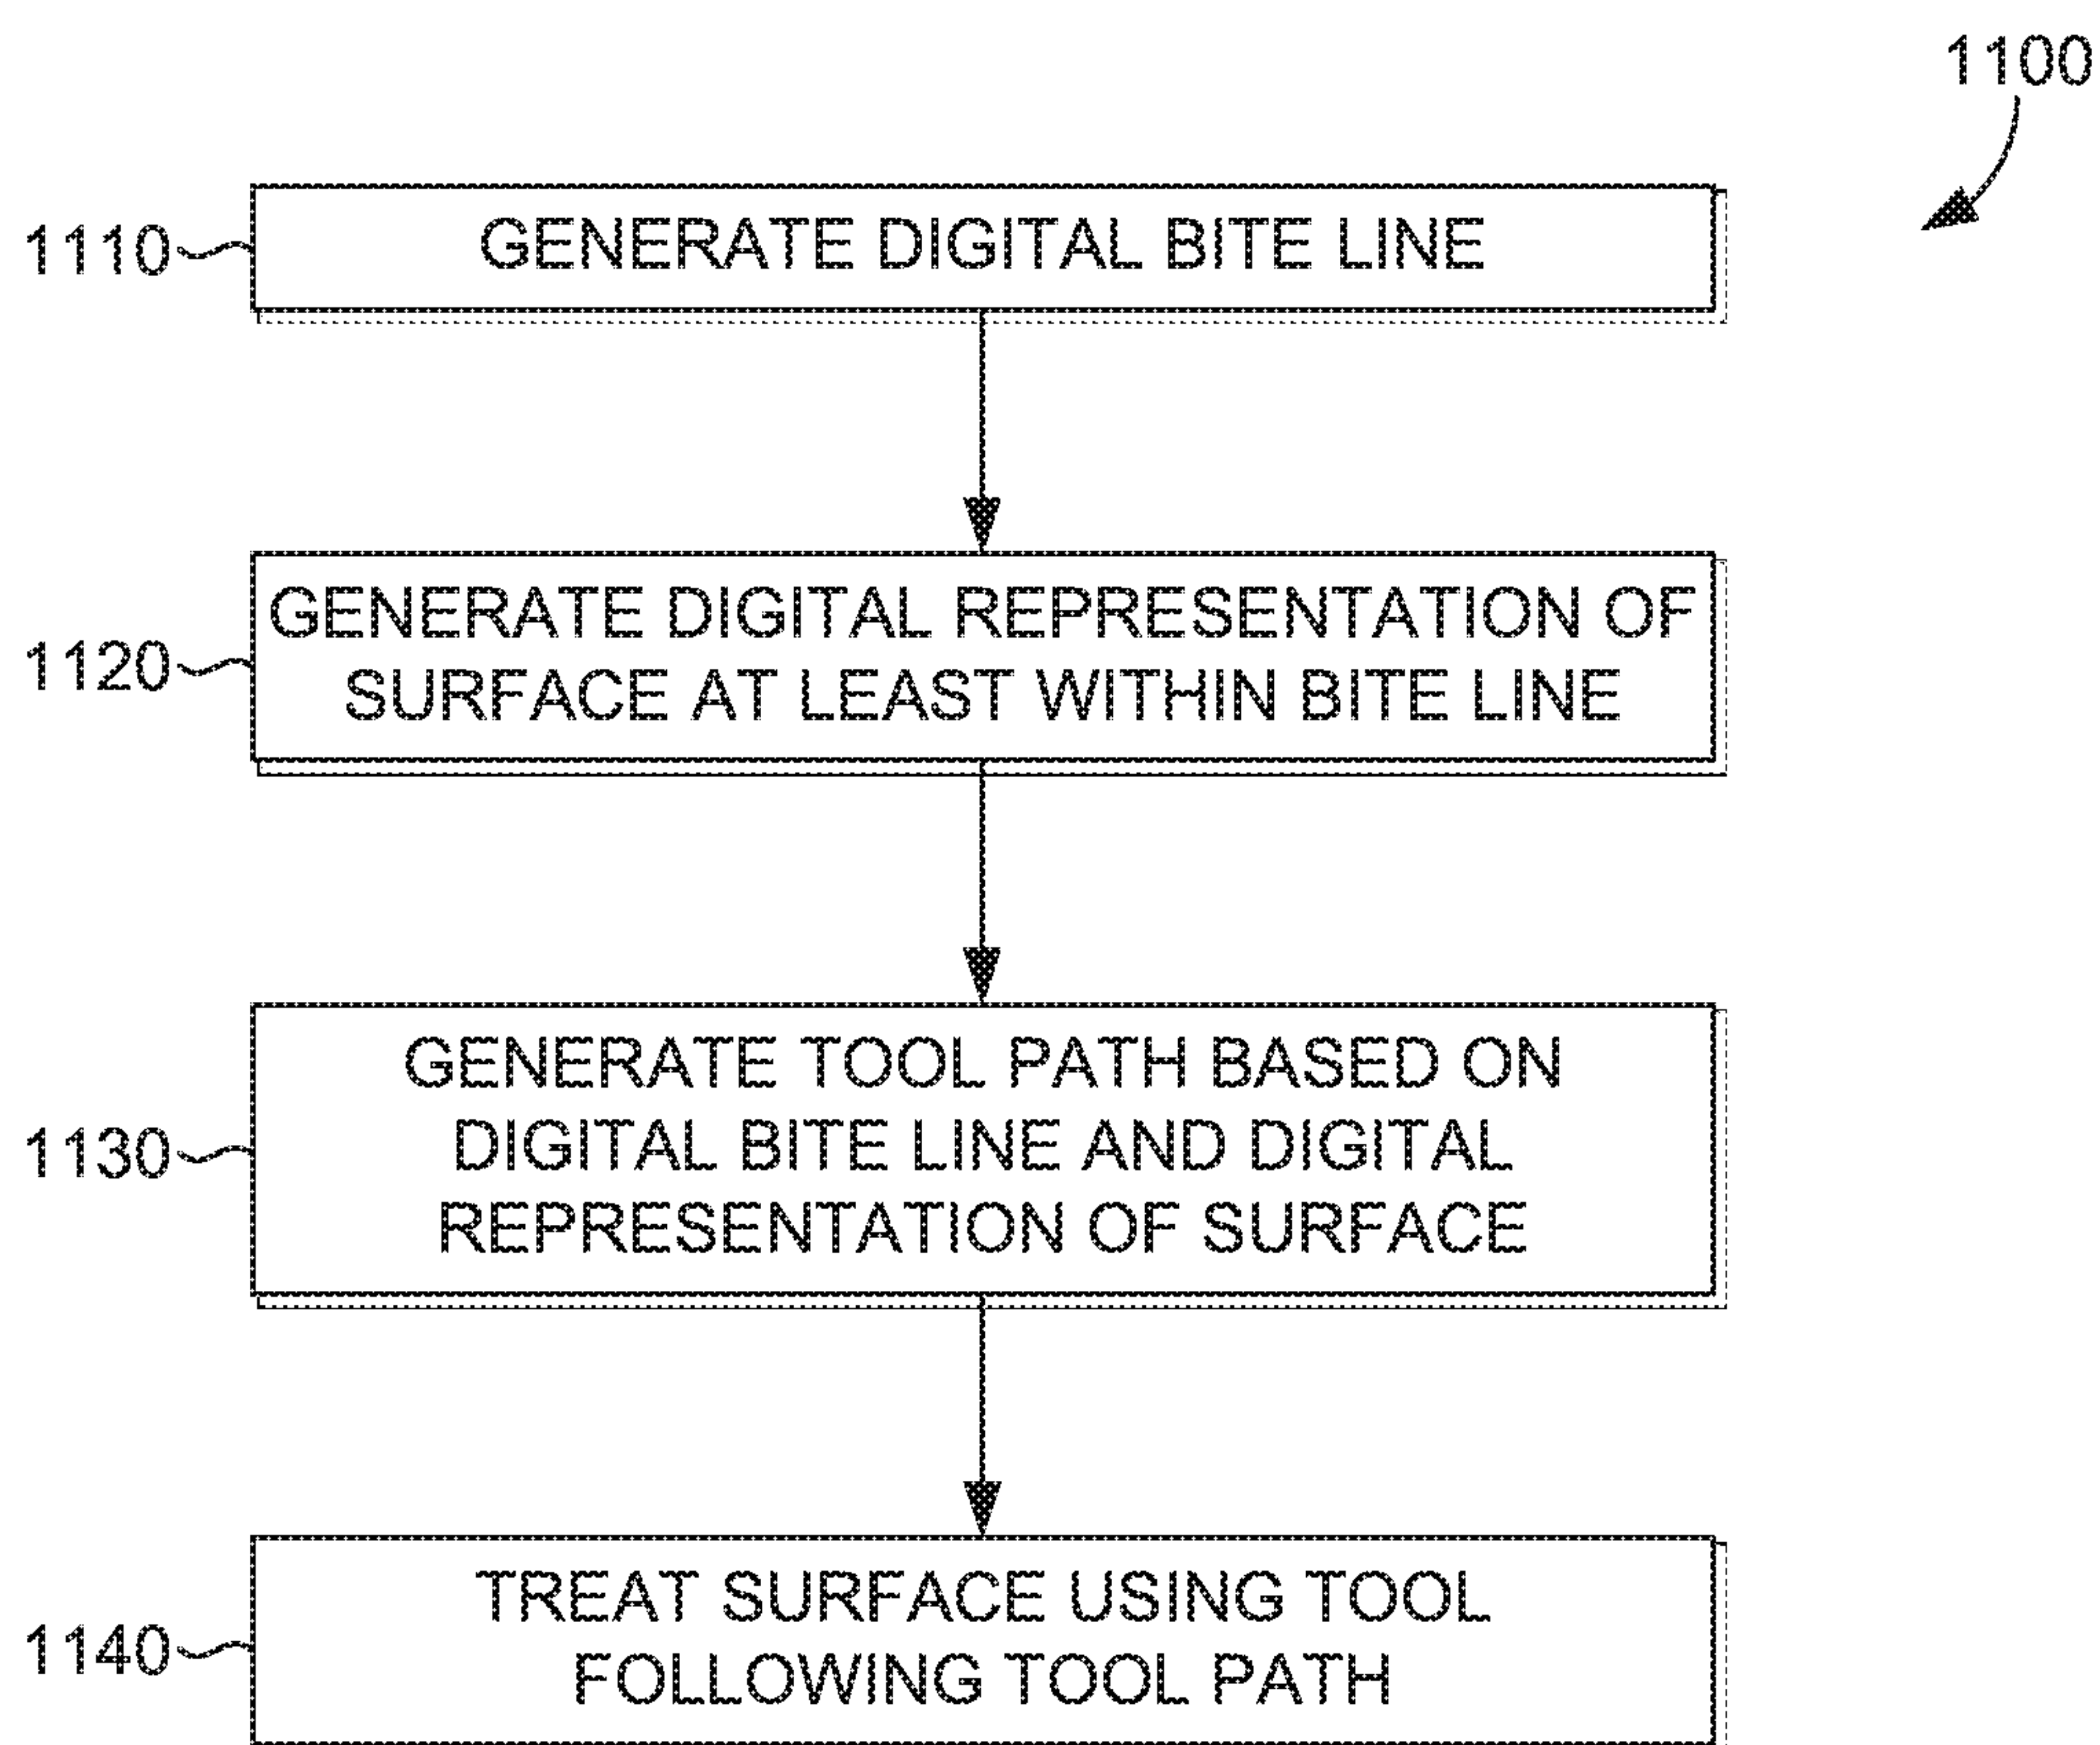 1100
1110
GENERATE DIGITAL BITE LINE
1120
GENERATE DIGITAL REPRESENTATION OF
SURFACE AT LEAST WITHIN BITE LINE
1130
GENERATE TOOL PATH BASED ON
DIGITAL BITE LINE AND DIGITAL
REPRESENTATION OF SURFACE
1140
TREAT SURFACE USING TOOL
FOLLOWING TOOL PATH